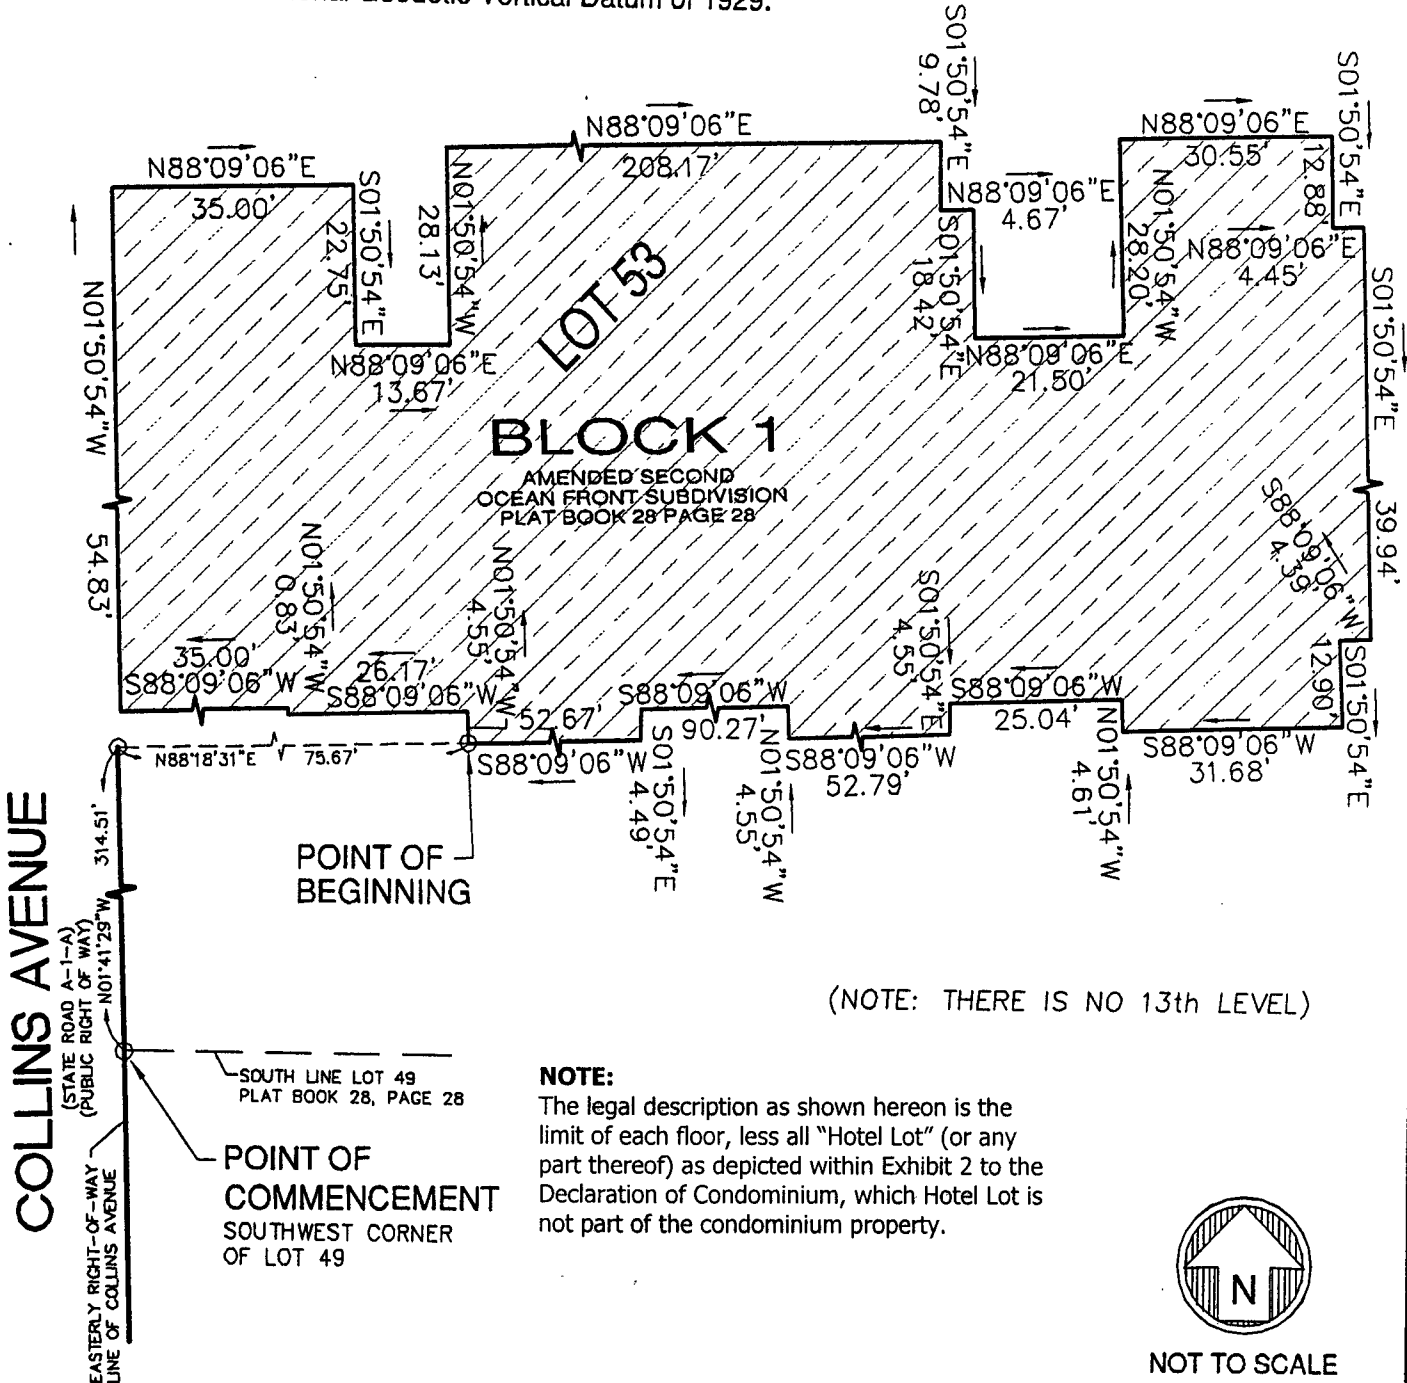 Vertical Datum of 1929.
S01°50'54"E
9.78'
N88°09'06"E
208.17'
N88°09'06"E
30.55'
S01°50'54"E
12.88'
N88°09'06"E
35.00'
S01°50'54"E
22.75'
N01°50'54"W
28.13'
N88°09'06"E
4.67'
S01°50'54"E
18.42'
N01°50'54"W
28.20'
N88°09'06"E
4.45'
N88°09'06"E
13.67'
N88°09'06"E
21.50'
S01°50'54"E
39.94'
LOT 53
BLOCK 1
AMENDED SECOND
OCEAN FRONT SUBDIVISION
PLAT BOOK 28 PAGE 28
N01°50'54"W
54.83'
S88°09'06"W
4.39'
N01°50'54"W
0.83'
N01°50'54"W
4.55'
S01°50'54"E
4.55'
35.00'
S88°09'06"W
26.17'
S88°09'06"W
52.67'
S88°09'06"W
S88°09'06"W
90.27'
S88°09'06"W
52.79'
S88°09'06"W
25.04'
12.90'
S01°50'54"E
S88°09'06"W
31.68'
N88°18'31"E 75.67'
S01°50'54"E
4.49'
N01°50'54"W
4.55'
N01°50'54"W
4.61'
POINT OF
BEGINNING
314.51'
N01°41'29"W
COLLINS AVENUE
(STATE ROAD A-1-A)
(PUBLIC RIGHT OF WAY)
(NOTE: THERE IS NO 13th LEVEL)
SOUTH LINE LOT 49
PLAT BOOK 28, PAGE 28
POINT OF
COMMENCEMENT
SOUTHWEST CORNER
OF LOT 49
EASTERLY RIGHT-OF-WAY
LINE OF COLLINS AVENUE
NOTE:
The legal description as shown hereon is the
limit of each floor, less all "Hotel Lot" (or any
part thereof) as depicted within Exhibit 2 to the
Declaration of Condominium, which Hotel Lot is
not part of the condominium property.
N
NOT TO SCALE